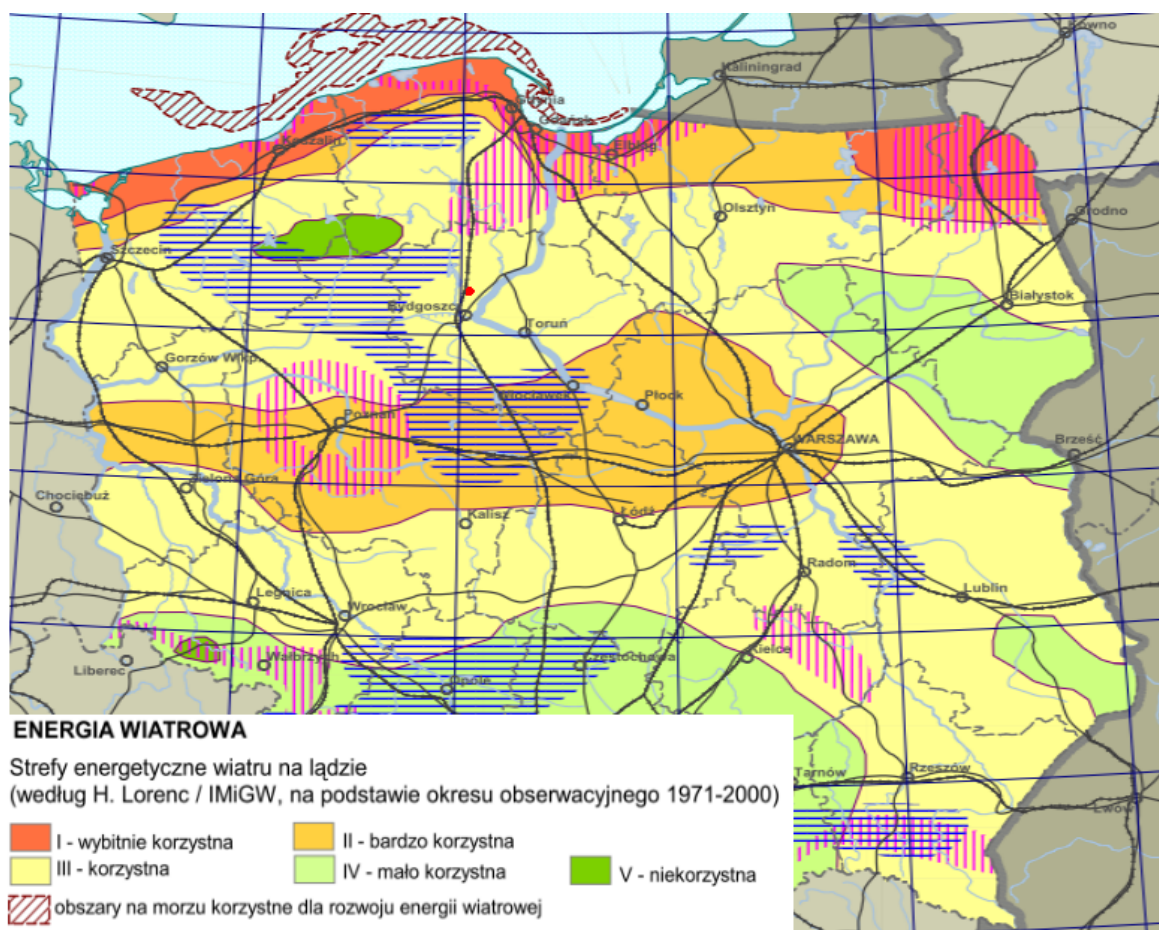 Kowno
Kaliningrad
Gdynia
Gdańsk
Koszalin
Elbląg
Olsztyn
Grodno
Szczecin
Białystok
Bydgoszcz
Toruń
Gorzów Wlkp.
Włocławek
Płock
Poznań
WARSZAWA
Brześć
Zielona Góra
Chociebuż
Kalisz
Łódź
Radom
Lublin
Legnica
Wrocław
Liberec
Wałbrzych
Częstochowa
Kielce
Opole
ENERGIA WIATROWA
Strefy energetyczne wiatru na lądzie
(według H. Lorenc / IMiGW, na podstawie okresu obserwacyjnego 1971-2000)
Tarnów
Rzeszów
Lwów
I - wybitnie korzystna
II - bardzo korzystna
III - korzystna
IV - mało korzystna
V - niekorzystna
obszary na morzu korzystne dla rozwoju energii wiatrowej